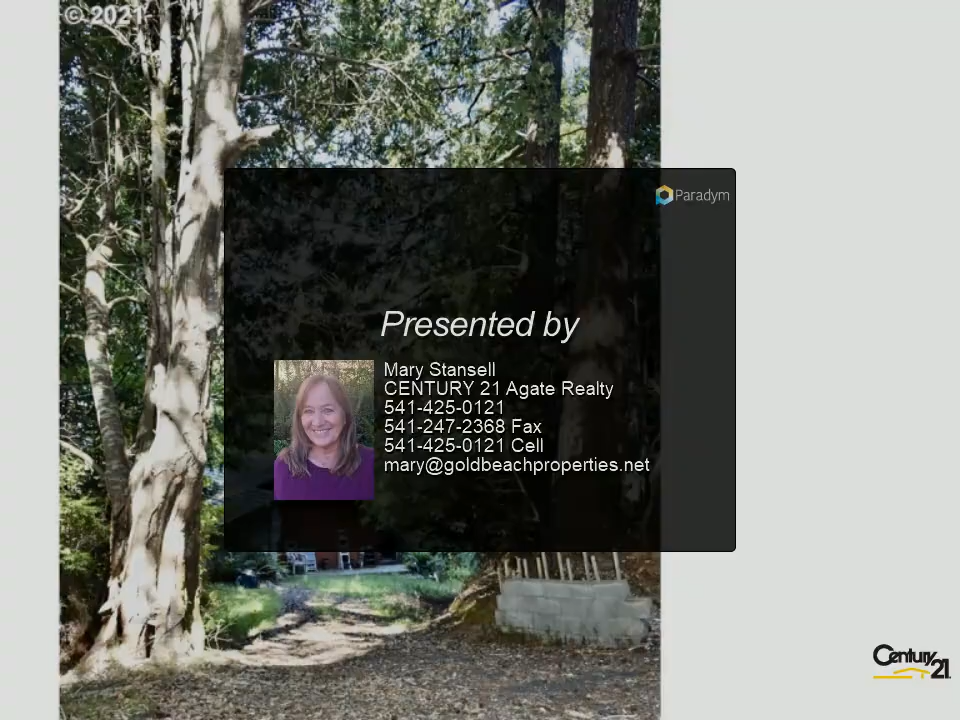 © 2021
Paradym
Presented by
Mary Stansell
CENTURY 21 Agate Realty
541-425-0121
541-247-2368 Fax
541-425-0121 Cell
mary@goldbeachproperties.net
Century
21